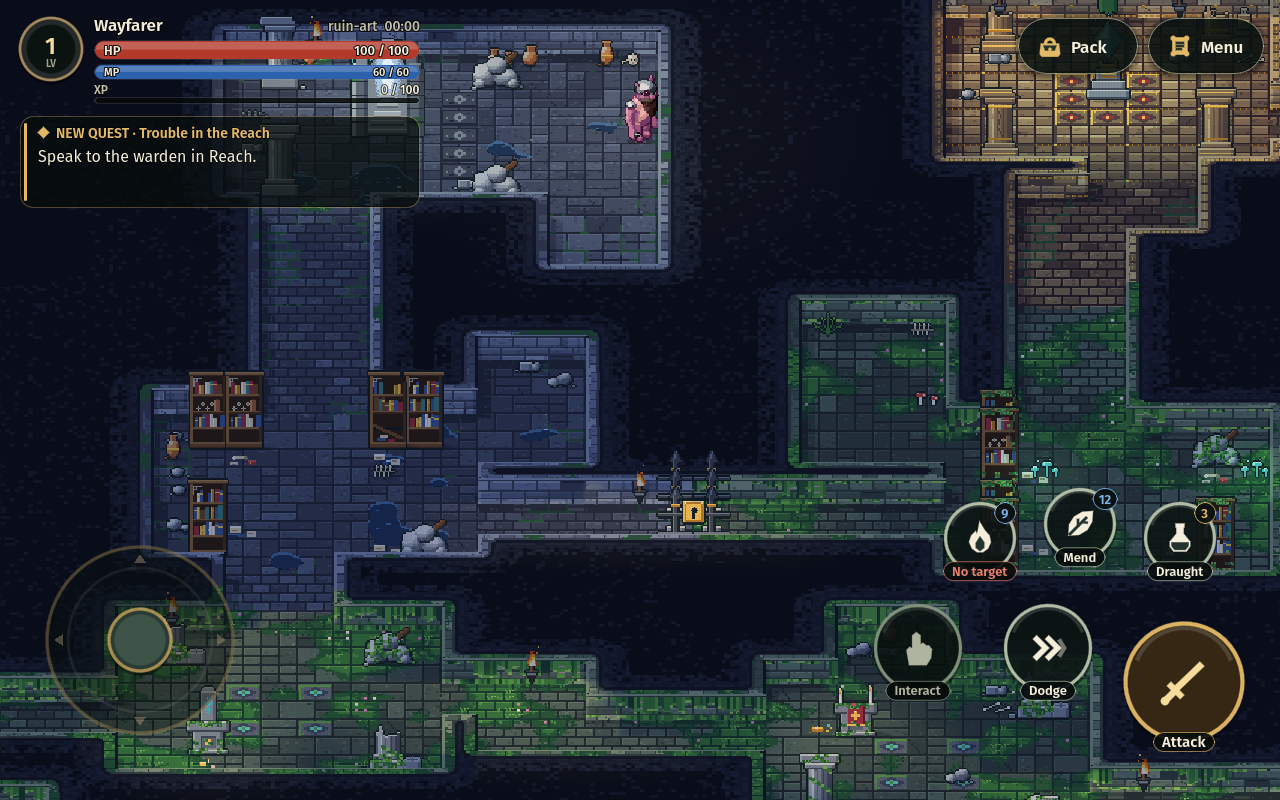 Wayfarer
ruin-art 00:00
1
LV
HP
100 / 100
MP
60 / 60
XP
0 / 100
◆ NEW QUEST · Trouble in the Reach
Speak to the warden in Reach.
Pack
Menu
9
No target
12
Mend
3
Draught
Interact
Dodge
Attack